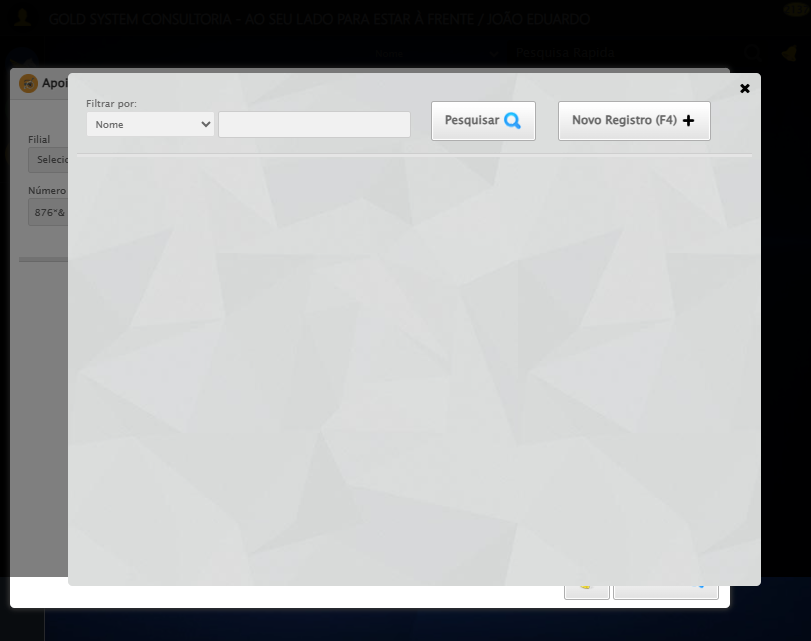 GOLD SYSTEM CONSULTORIA - AO SEU LADO PARA ESTAR À FRENTE / JOÃO EDUARDO
Pesquisa Rápida
Apoi
Filtrar por:
Nome
Pesquisar
Novo Registro (F4)
Filial
Selecio
Número
876"&